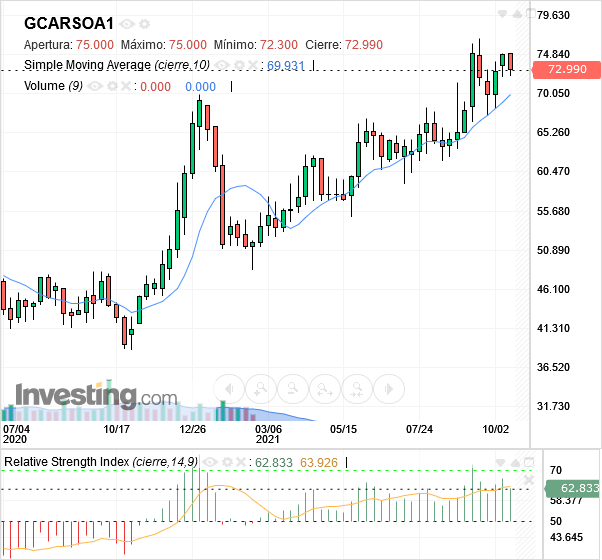 GCARSOA1
Apertura: 75.000 Máximo: 75.000 Mínimo: 72.300 Cierre: 72.990
Simple Moving Average (cierre,10) : 69.931
Volume (9) : 0.000 0.000
79.630
74.840
72.990
70.050
65.260
60.470
55.680
50.890
46.100
41.310
36.520
31.730
Investing.com
07/04 10/17 12/26 03/06 05/15 07/24 10/02
2020 2021
Relative Strength Index (cierre,14,9) : 62.833 63.926
70
62.833
58.377
50
43.645